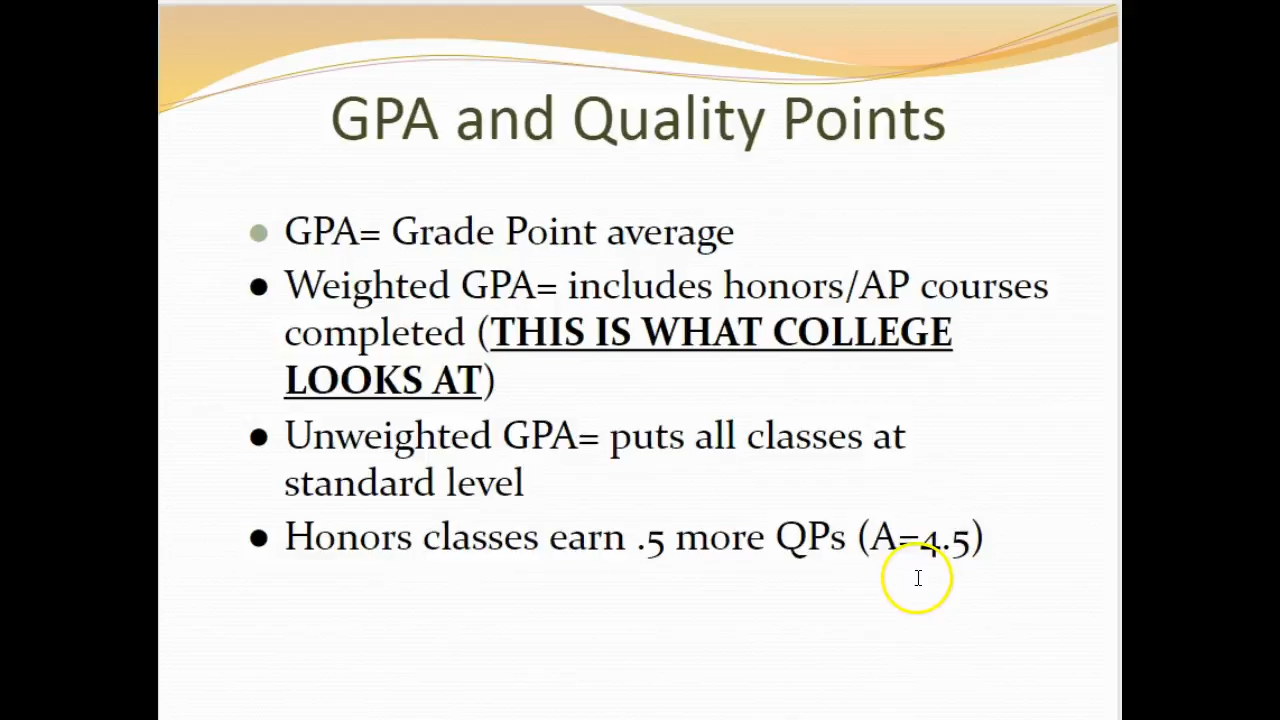 GPA and Quality Points
● GPA= Grade Point average
● Weighted GPA= includes honors/AP courses
completed (THIS IS WHAT COLLEGE
LOOKS AT)
● Unweighted GPA= puts all classes at
standard level
● Honors classes earn .5 more QPs (A=4.5)